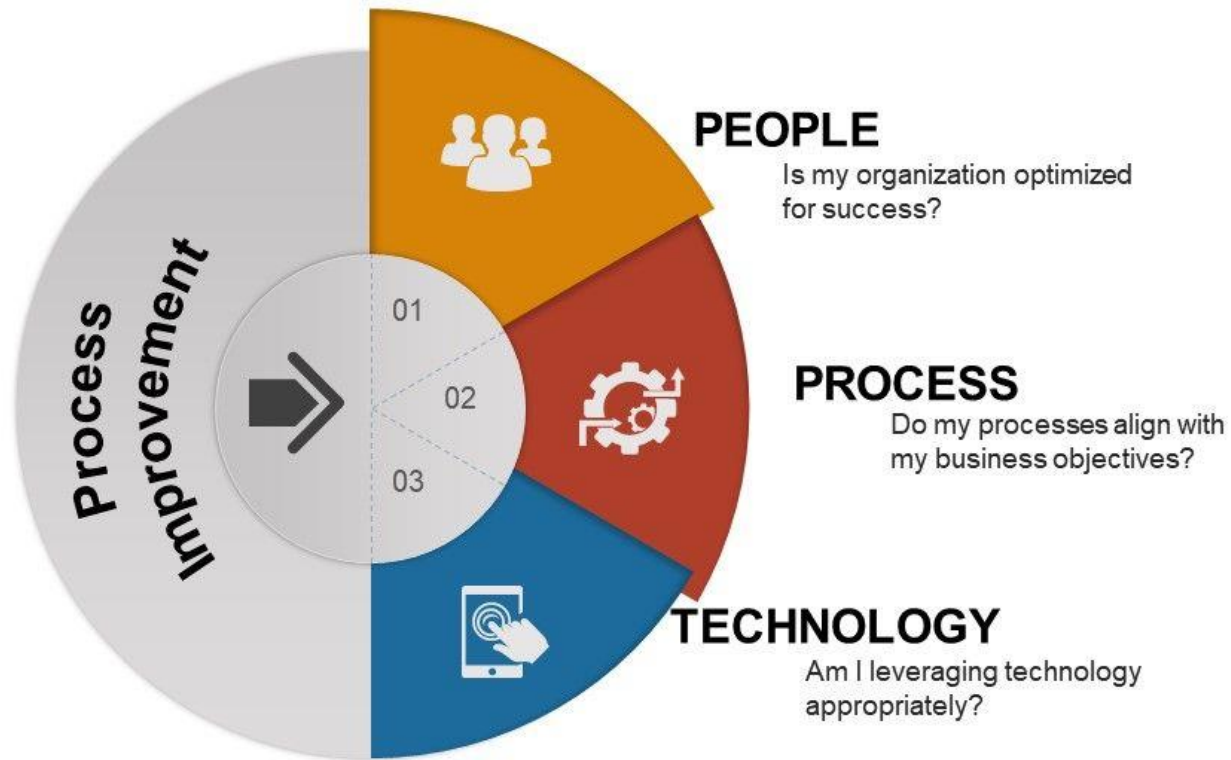 Process
Improvement
01
02
03
PEOPLE
Is my organization optimized
for success?
PROCESS
Do my processes align with
my business objectives?
TECHNOLOGY
Am I leveraging technology
appropriately?